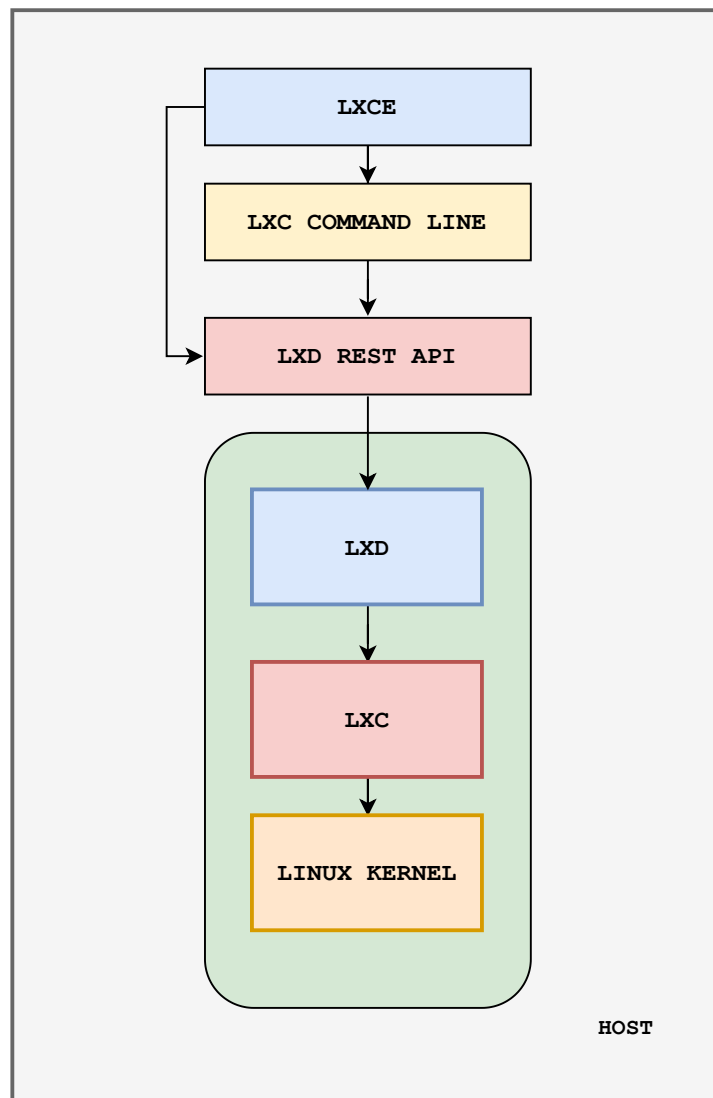 LXCE
LXC COMMAND LINE
LXD REST API
LXD
LXC
LINUX KERNEL
HOST